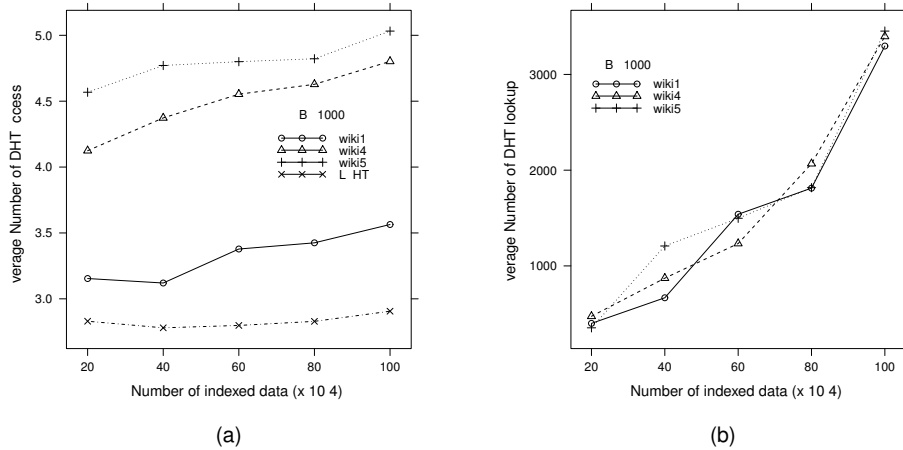 5.0
4.5
4.0
3.5
3.0
verage Number of DHT ccess
B 1000
wiki1
wiki4
wiki5
L HT
20 40 60 80 100
Number of indexed data (x 10 4)
(a)
3000
2000
1000
verage Number of DHT lookup
B 1000
wiki1
wiki4
wiki5
20 40 60 80 100
Number of indexed data (x 10 4)
(b)